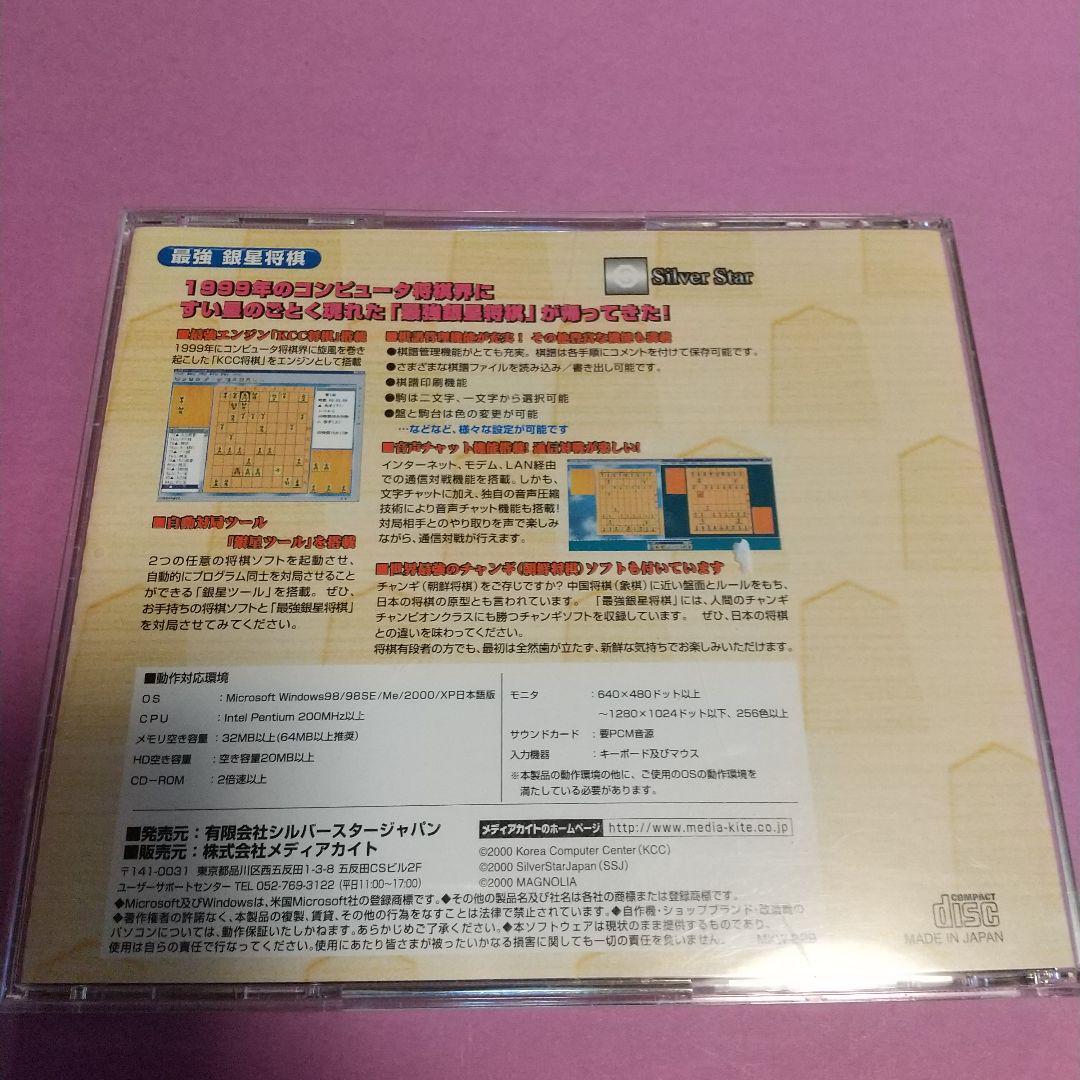 最強 銀星将棋
Silver Star
1999年のコンピュータ将棋界に
すい星のごとく現れた「最強銀星将棋」が帰ってきた!
■最強エンジン「KCC将棋」搭載
1999年にコンピュータ将棋界に旋風を巻き
起こした「KCC将棋」をエンジンとして搭載
■自動対局ツール
「銀星ツール」を搭載
2つの任意の将棋ソフトを起動させ、
自動的にプログラム同士を対局させること
ができる「銀星ツール」を搭載。 ぜひ、
お手持ちの将棋ソフトと「最強銀星将棋」
を対局させてみてください。
■棋譜管理機能が充実! その他豊富な機能も満載
●棋譜管理機能がとても充実。棋譜は各手順にコメントを付けて保存可能です。
●さまざまな棋譜ファイルを読み込み/書き出し可能です。
●棋譜印刷機能
●駒は二文字、一文字から選択可能
●盤と駒台は色の変更が可能
…などなど、様々な設定が可能です
■音声チャット機能搭載! 通信対戦が楽しい!
インターネット、モデム、LAN経由
での通信対戦機能を搭載。しかも、
文字チャットに加え、独自の音声圧縮
技術により音声チャット機能も搭載!
対局相手とのやり取りを声で楽しみ
ながら、通信対戦が行えます。
■世界最強のチャンギ(朝鮮将棋)ソフトも付いています
チャンギ(朝鮮将棋)をご存じですか? 中国将棋(象棋)に近い盤面とルールをもち、
日本の将棋の原型とも言われています。 「最強銀星将棋」には、人間のチャンギ
チャンピオンクラスにも勝つチャンギソフトを収録しています。 ぜひ、日本の将棋
との違いを味わってください。
将棋有段者の方でも、最初は全然歯が立たず、新鮮な気持ちでお楽しみいただけます。
■動作対応環境
OS :Microsoft Windows98/98SE/Me/2000/XP日本語版
CPU :Intel Pentium 200MHz以上
メモリ空き容量 :32MB以上(64MB以上推奨)
HD空き容量 :空き容量20MB以上
CD-ROM :2倍速以上
モニタ :640×480ドット以上
~1280×1024ドット以下、256色以上
サウンドカード :要PCM音源
入力機器 :キーボード及びマウス
※本製品の動作環境の他に、ご使用のOSの動作環境を
満たしている必要があります。
■発売元:有限会社シルバースタージャパン
■販売元:株式会社メディアカイト
〒141-0031 東京都品川区西五反田1-3-8 五反田CSビル2F
ユーザーサポートセンター TEL 052-769-3122 (平日11:00~17:00)
メディアカイトのホームページ http://www.media-kite.co.jp
©2000 Korea Computer Center(KCC)
©2000 SilverStarJapan(SSJ)
©2000 MAGNOLIA
◆Microsoft及びWindowsは、米国Microsoft社の登録商標です。◆その他の製品名及び社名は各社の商標または登録商標です。
◆著作権者の許諾なく、本製品の複製、賃貸、その他の行為をなすことは法律で禁止されています。◆自作機・ショップブランド・改造機の
パソコンについては、動作保証いたしかねます。あらかじめご了承ください。◆本ソフトウェアは現状のまま提供するものであり、
使用は自らの責任で行なってください。使用にあたり皆さまが被ったいかなる損害に関しても一切の責任を負いません。
COMPACT
disc
MADE IN JAPAN